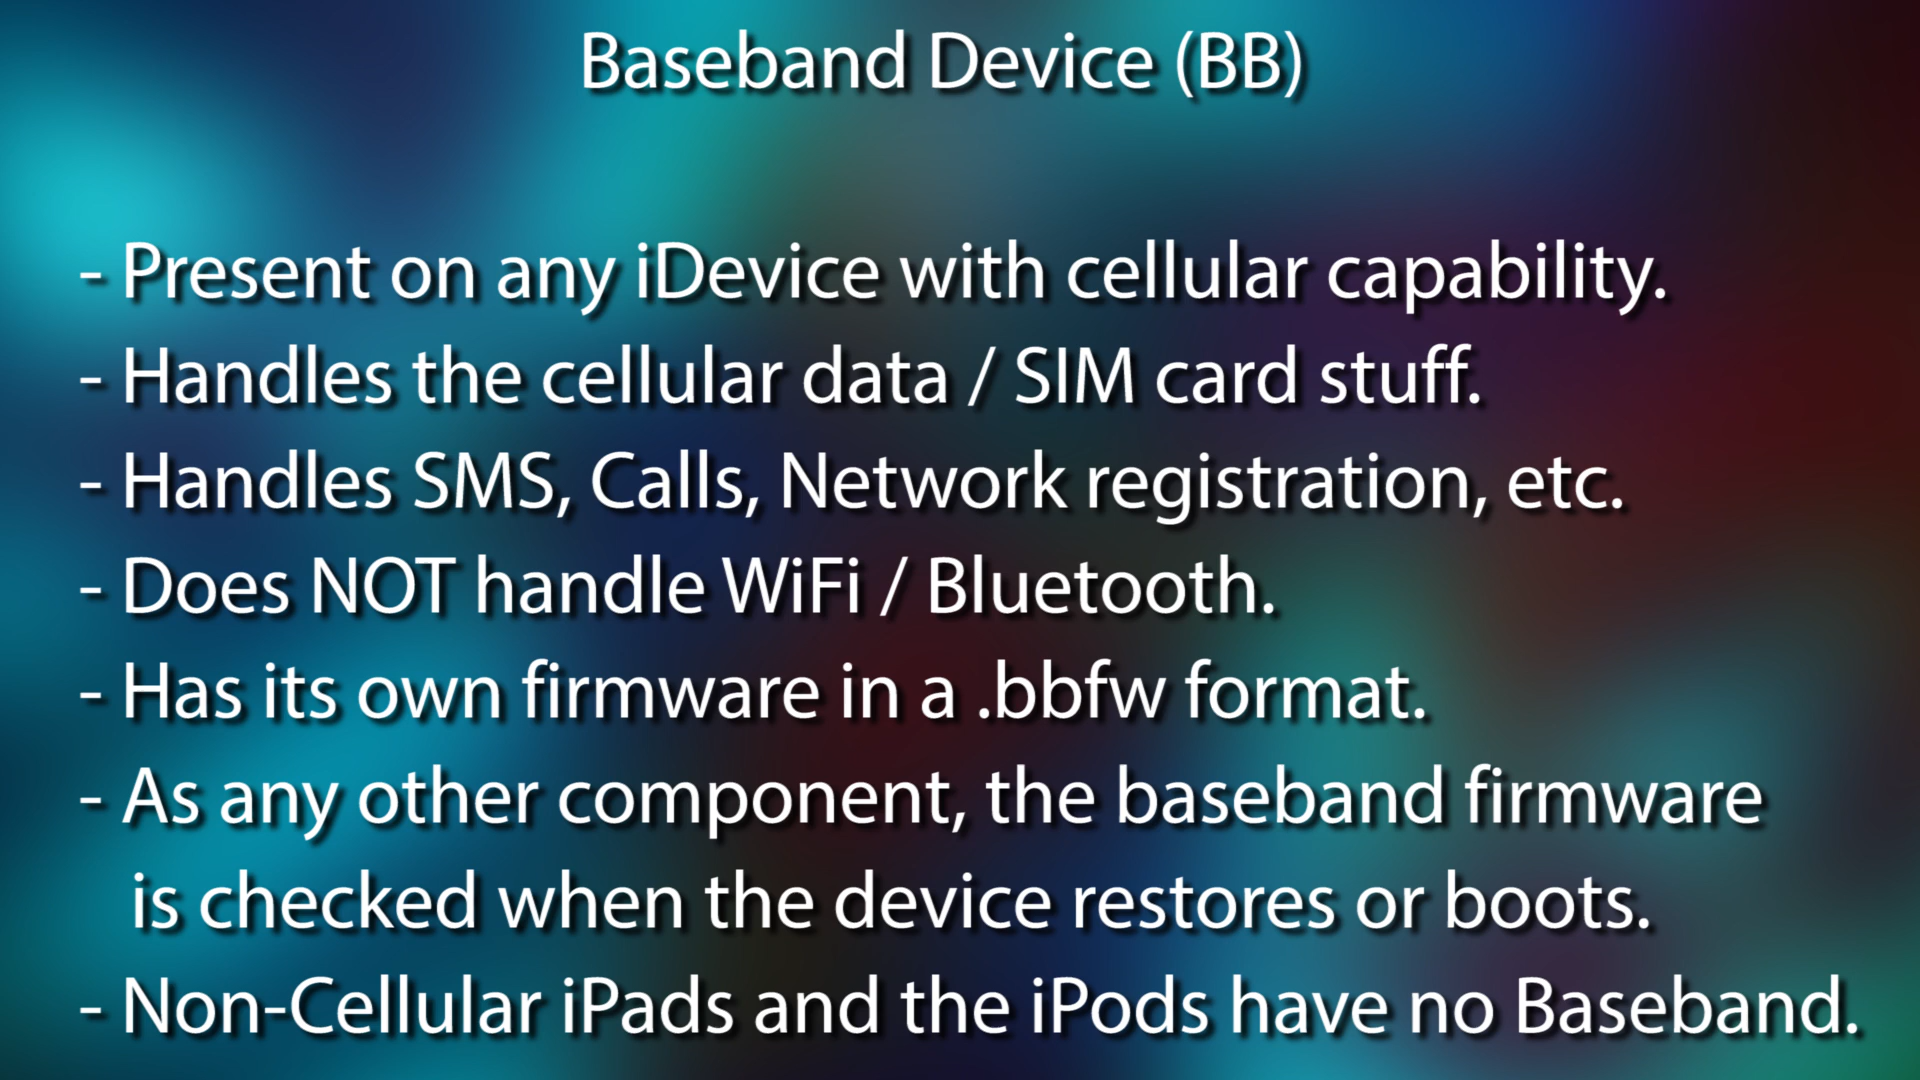 Baseband Device (BB)
- Present on any iDevice with cellular capability.
- Handles the cellular data / SIM card stuff.
- Handles SMS, Calls, Network registration, etc.
- Does NOT handle WiFi / Bluetooth.
- Has its own firmware in a .bbfw format.
- As any other component, the baseband firmware
is checked when the device restores or boots.
- Non-Cellular iPads and the iPods have no Baseband.